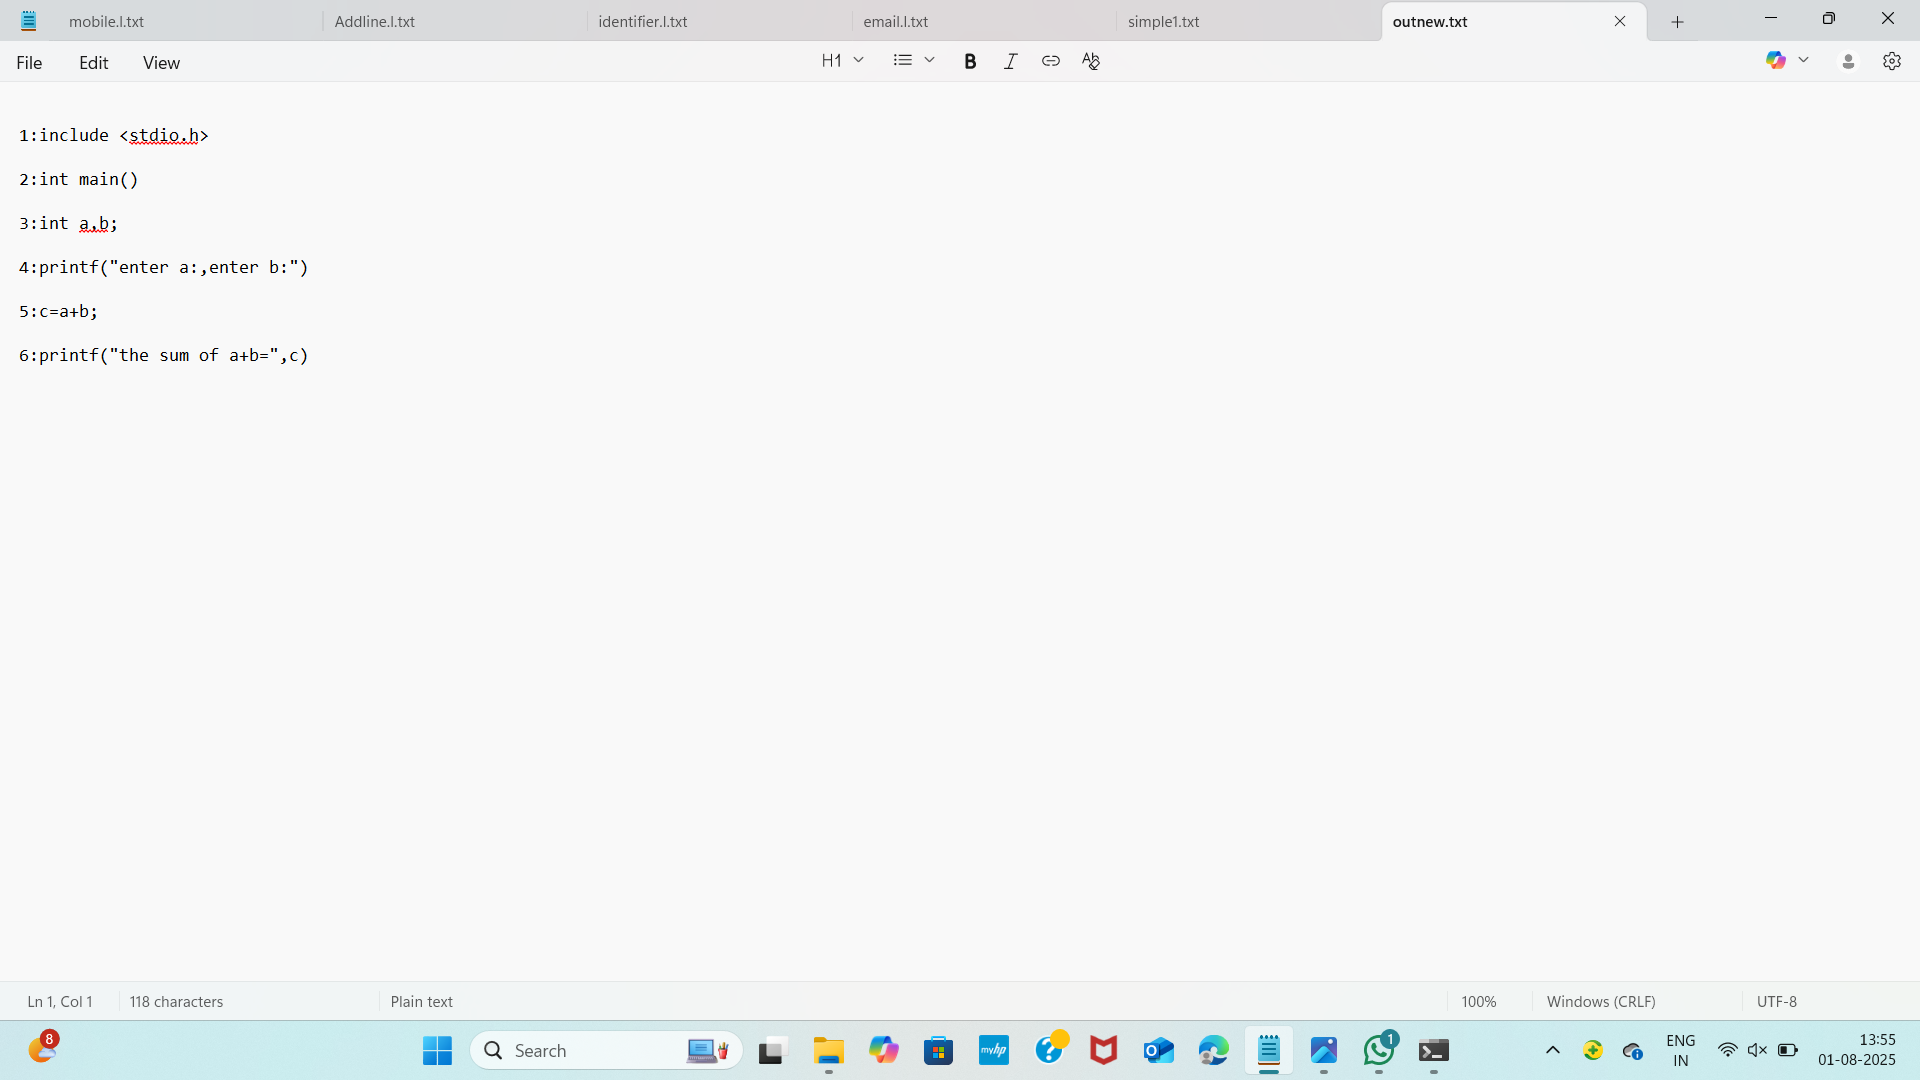 mobile.l.txt Addline.l.txt identifier.l.txt email.l.txt simple1.txt outnew.txt
File Edit View H1 B I
1:include <stdio.h>
2:int main()
3:int a,b;
4:printf("enter a:,enter b:")
5:c=a+b;
6:printf("the sum of a+b=",c)
Ln 1, Col 1 118 characters Plain text 100% Windows (CRLF) UTF-8
8 Search myhp 1 ENG 13:55
IN 01-08-2025